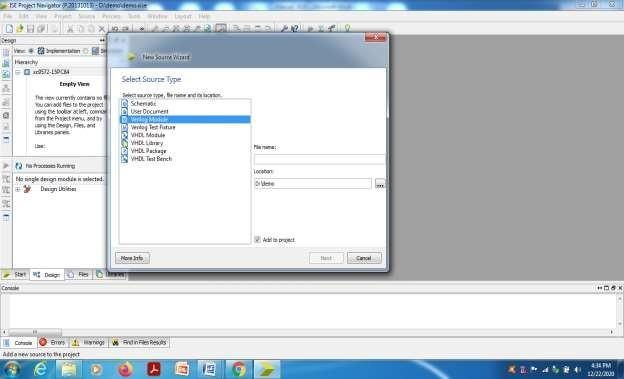 ISE Project Navigator (P.20131013) - D:\demo\demo.xise
File Edit View Project Source Process Tools Window Layout Help
Design
View: Implementation
Hierarchy
xc9572-15PC84
Empty View
The view currently contains no fi
You can add files to the project
using the toolbar at left, comman
from the Project menu, and by
using the Design, Files, and
Libraries panels.
Use:
No Processes Running
No single design module is selected.
Design Utilities
New Source Wizard
Select Source Type
Select source type, file name and its location.
Schematic
User Document
Verilog Module
Verilog Test Fixture
VHDL Module
VHDL Library
VHDL Package
VHDL Test Bench
File name:
Location:
D:\demo
...
Add to project
More Info
Next
Cancel
Start Design Files Libraries
Console
Console Errors Warnings Find in Files Results
Add a new source to the project
4:34 PM
12/22/2020